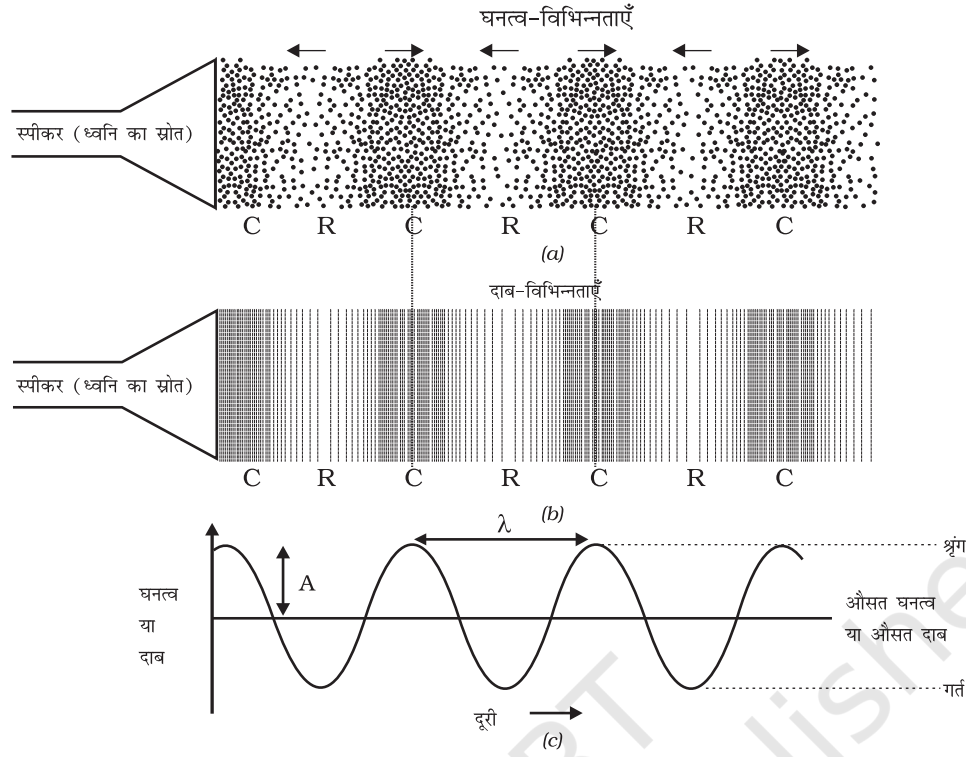 घनत्व-विभिन्नताएँ
स्पीकर (ध्वनि का स्रोत)
C R C R C R C
(a)
दाब-विभिन्नताएँ
स्पीकर (ध्वनि का स्रोत)
C R C R C R C
(b)
λ
श्रृंग
A
घनत्व
या
दाब
औसत घनत्व
या औसत दाब
गर्त
दूरी
(c)